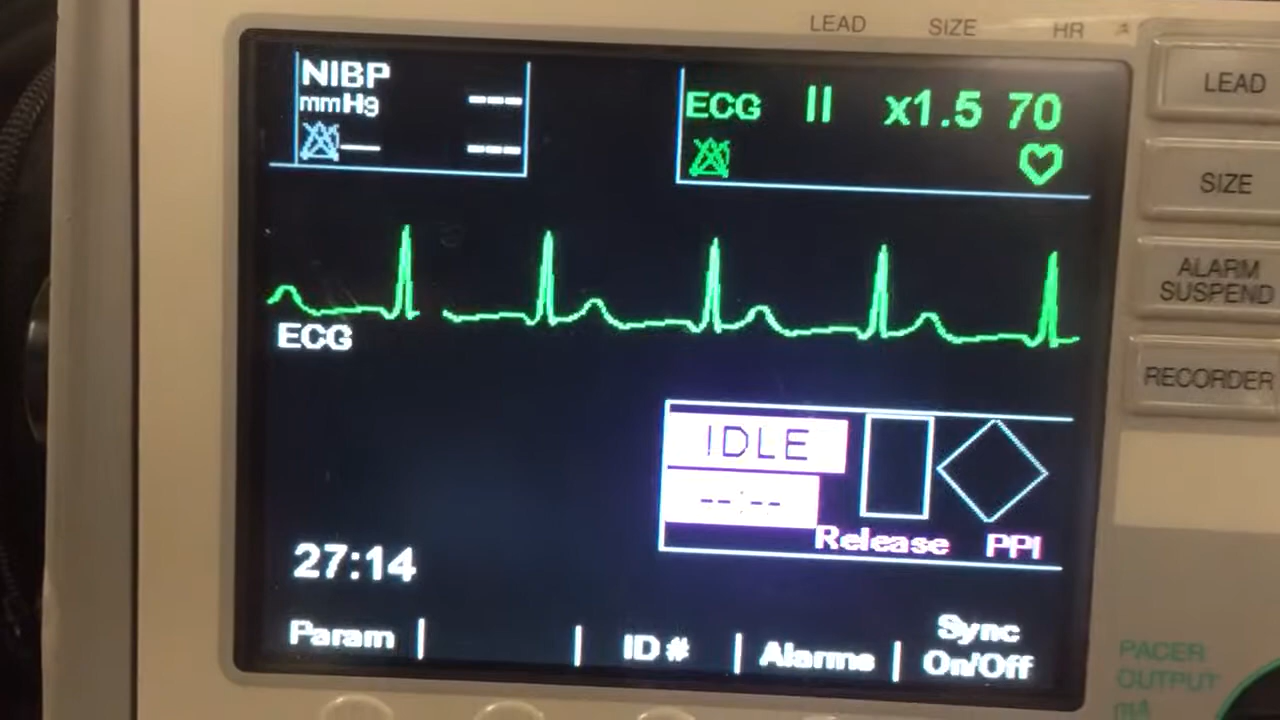 LEAD SIZE HR
NIBP
mmHg ---
---
ECG II x1.5 70
LEAD
SIZE
ALARM
SUSPEND
RECORDER
ECG
IDLE
--:--
Release PPI
27:14
Param
ID #
Alarms
Sync
On/Off
PACER
OUTPUT
mA